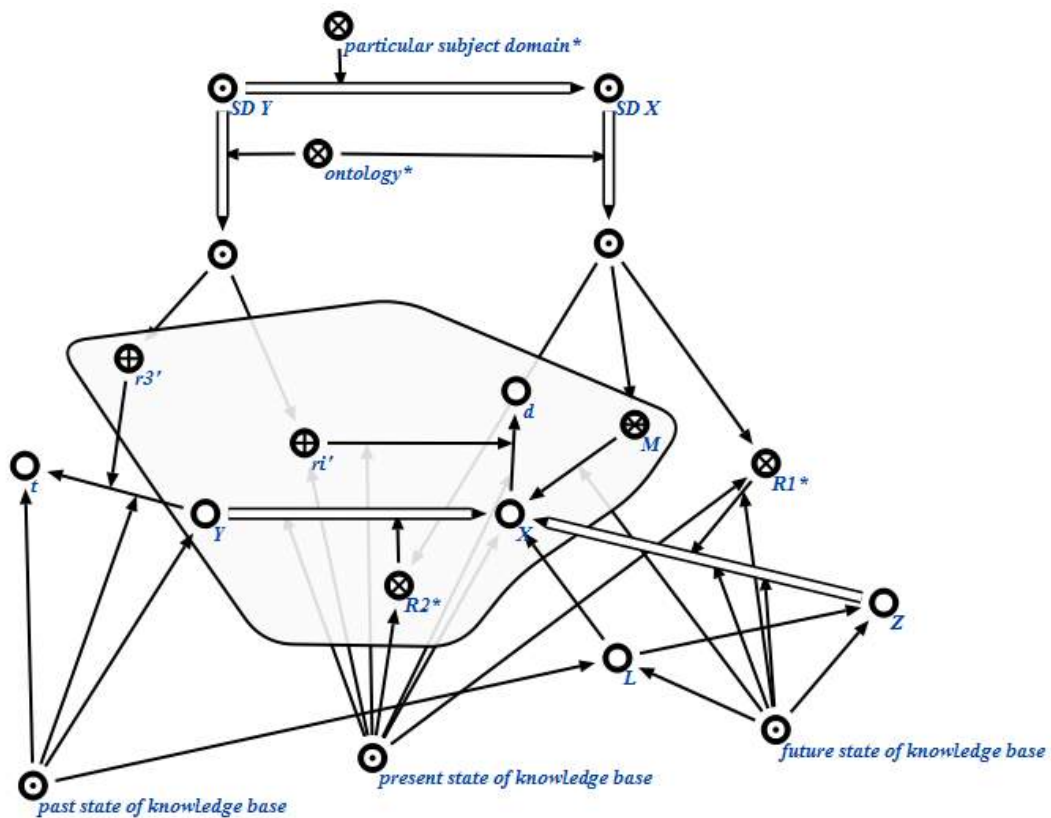 particular subject domain*
SD Y
SD X
ontology*
r3'
d
ri'
M
t
R1*
Y
X
R2*
Z
L
future state of knowledge base
present state of knowledge base
past state of knowledge base